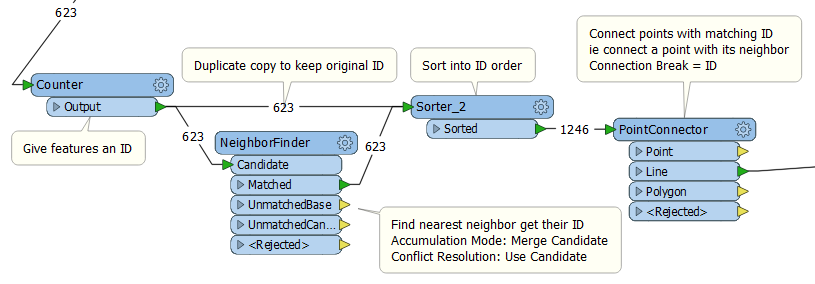 623
Counter
Output
Give features an ID
Duplicate copy to keep original ID
623
623
NeighborFinder
Candidate
Matched
UnmatchedBase
UnmatchedCan...
<Rejected>
623
Find nearest neighbor get their ID
Accumulation Mode: Merge Candidate
Conflict Resolution: Use Candidate
Sort into ID order
Sorter_2
Sorted
1246
Connect points with matching ID
ie connect a point with its neighbor
Connection Break = ID
PointConnector
Point
Line
Polygon
<Rejected>